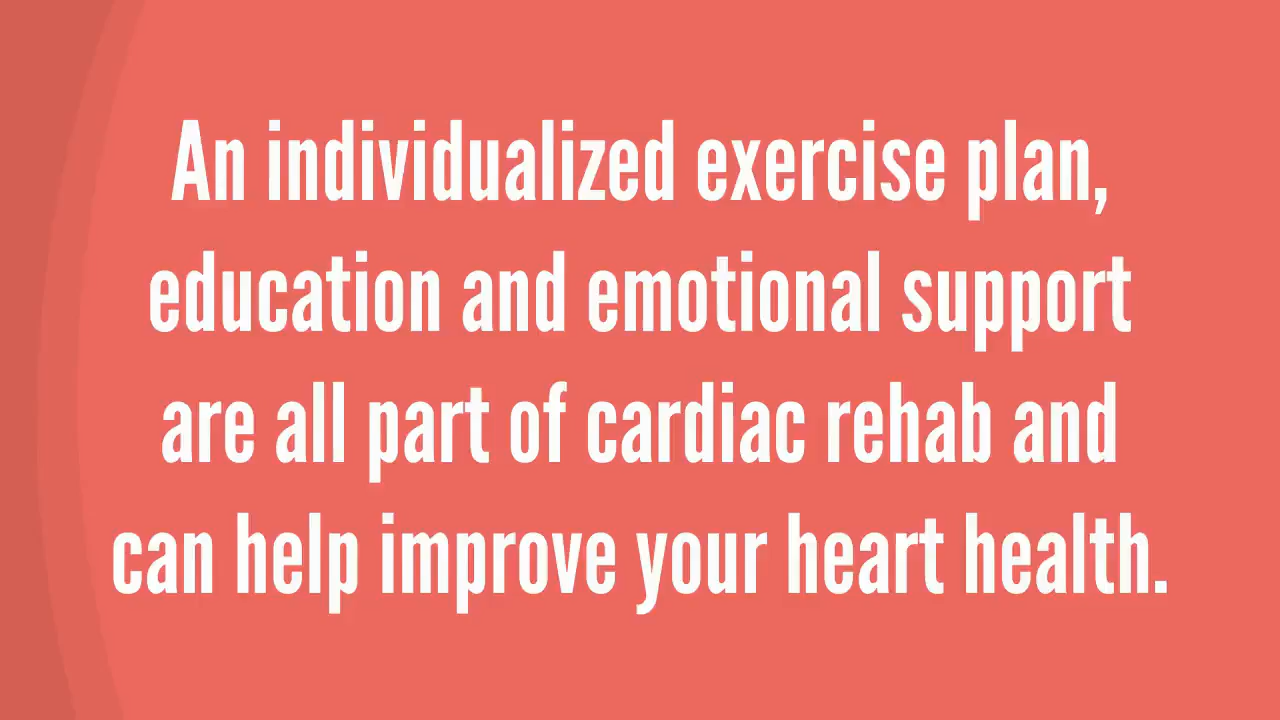 An individualized exercise plan,
education and emotional support
are all part of cardiac rehab and
can help improve your heart health.